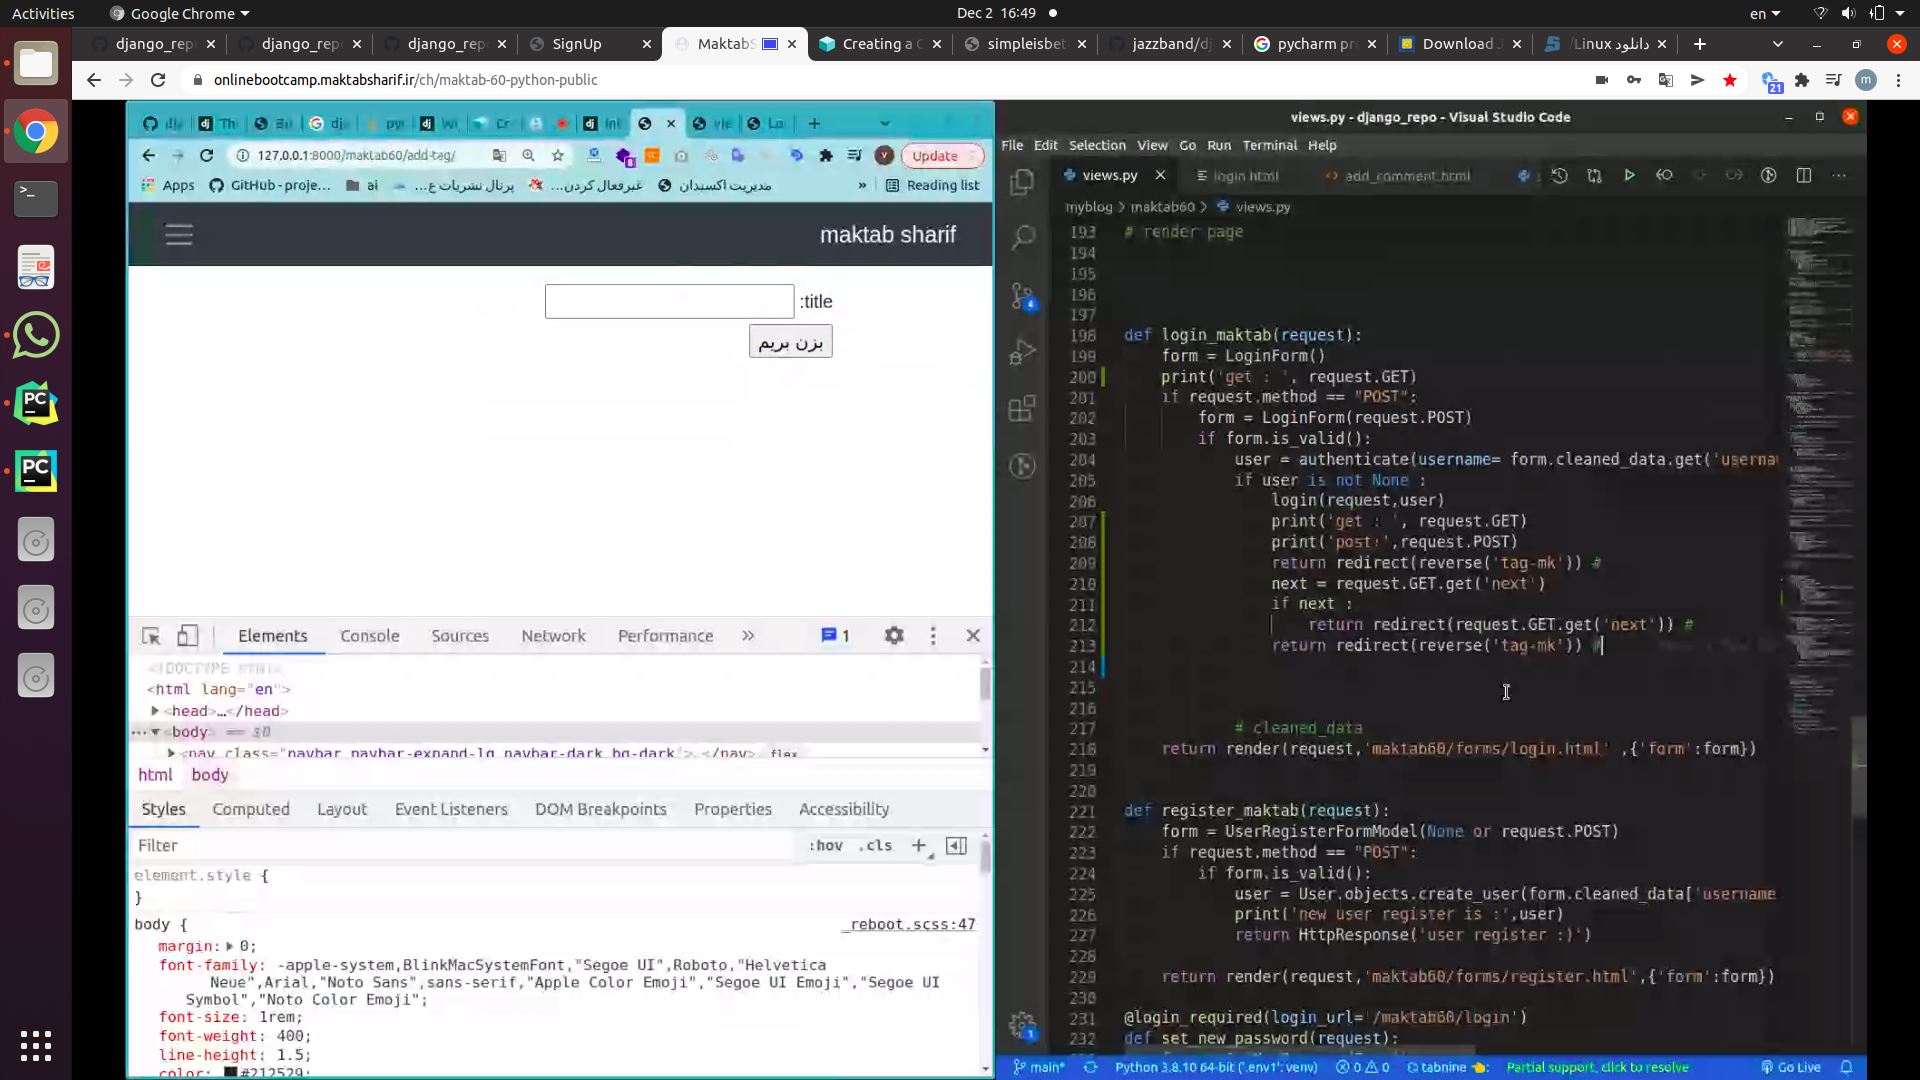 Activities
Google Chrome
Dec 2 16:49
en
django_rep
django_rep
django_rep
SignUp
MaktabS
Creating a C
simpleisbet
jazzband/dj
pycharm pr
Download J
دانلود Linux/
onlinebootcamp.maktabsharif.ir/ch/maktab-60-python-public
21
127.0.0.1:8000/maktab60/add-tag/
8
Update
Apps
GitHub - proje...
ai
پرتال نشریات ع...
غیرفعال کردن...
مدیریت اکسیدان
»
Reading list
maktab sharif
:title
بزن بریم
Elements
Console
Sources
Network
Performance
»
1
<!DOCTYPE html>
<html lang="en">
<head>…</head>
<body> == $0
<nav class="navbar navbar-expand-lg navbar-dark bg-dark">…</nav> flex
html body
Styles
Computed
Layout
Event Listeners
DOM Breakpoints
Properties
Accessibility
Filter
:hov .cls
element.style {
}
body {
_reboot.scss:47
margin: 0;
font-family: -apple-system,BlinkMacSystemFont,"Segoe UI",Roboto,"Helvetica
Neue",Arial,"Noto Sans",sans-serif,"Apple Color Emoji","Segoe UI Emoji","Segoe UI
Symbol","Noto Color Emoji";
font-size: 1rem;
font-weight: 400;
line-height: 1.5;
color: #212529;
views.py - django_repo - Visual Studio Code
File Edit Selection View Go Run Terminal Help
views.py
login.html
add_comment.html
myblog > maktab60 > views.py
193 # render page
194
195
196
197
198 def login_maktab(request):
199 form = LoginForm()
200 print('get : ', request.GET)
201 if request.method == "POST":
202 form = LoginForm(request.POST)
203 if form.is_valid():
204 user = authenticate(username= form.cleaned_data.get('userna
205 if user is not None :
206 login(request,user)
207 print('get : ', request.GET)
208 print('post:',request.POST)
209 return redirect(reverse('tag-mk')) #
210 next = request.GET.get('next')
211 if next :
212 return redirect(request.GET.get('next')) #
213 return redirect(reverse('tag-mk')) #
214
215
216
217 # cleaned_data
218 return render(request,'maktab60/forms/login.html' ,{'form':form})
219
220
221 def register_maktab(request):
222 form = UserRegisterFormModel(None or request.POST)
223 if request.method == "POST":
224 if form.is_valid():
225 user = User.objects.create_user(form.cleaned_data['username
226 print('new user register is :',user)
227 return HttpResponse('user register :)')
228
229 return render(request,'maktab60/forms/register.html',{'form':form})
230
231 @login_required(login_url='/maktab60/login')
232 def set_new_password(request):
4
1
main*
Python 3.8.10 64-bit ('.env1': venv)
0 0
tabnine
Partial support, click to resolve
Go Live